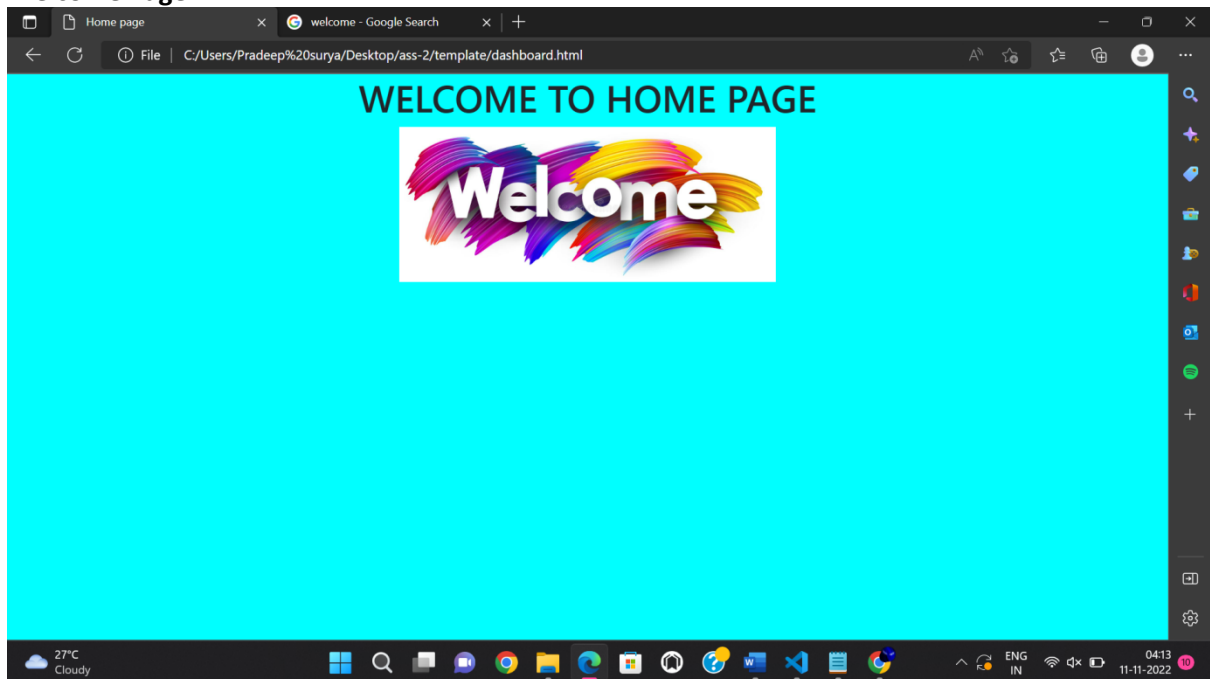 Home page
welcome - Google Search
File | C:/Users/Pradeep%20surya/Desktop/ass-2/template/dashboard.html
WELCOME TO HOME PAGE
Welcome
27°C
Cloudy
ENG
IN
04:13
11-11-2022
10